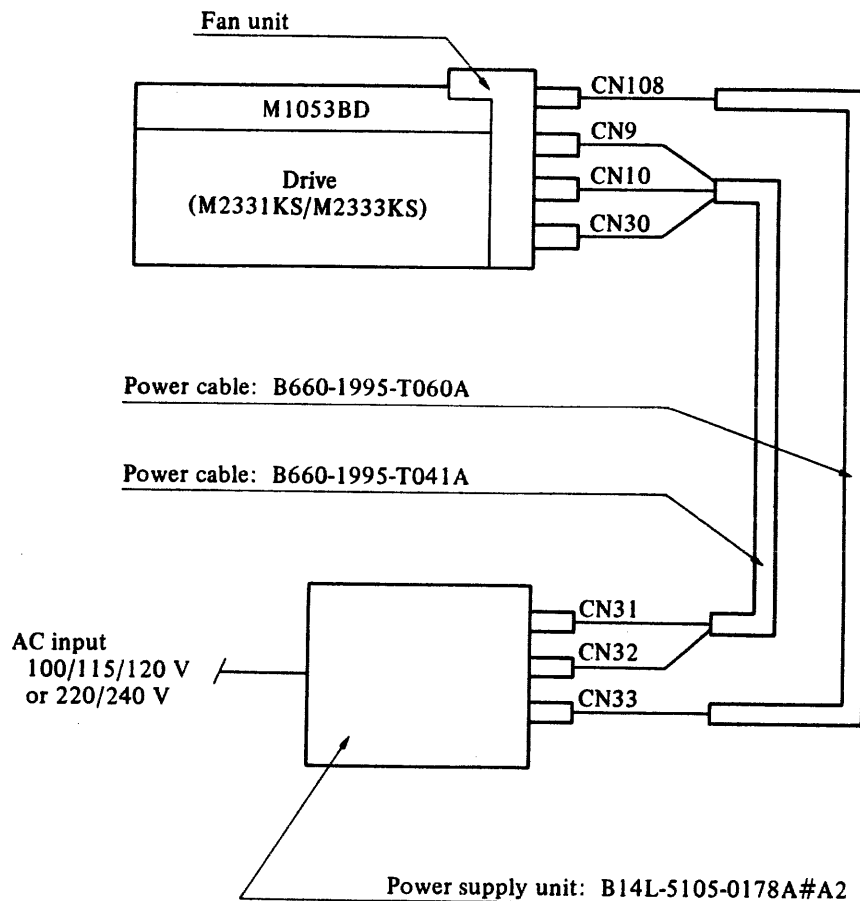 Fan unit
CN108
M1053BD
CN9
Drive
(M2331KS/M2333KS)
CN10
CN30
Power cable: B660-1995-T060A
Power cable: B660-1995-T041A
CN31
AC input
100/115/120 V
or 220/240 V
CN32
CN33
Power supply unit: B14L-5105-0178A#A2